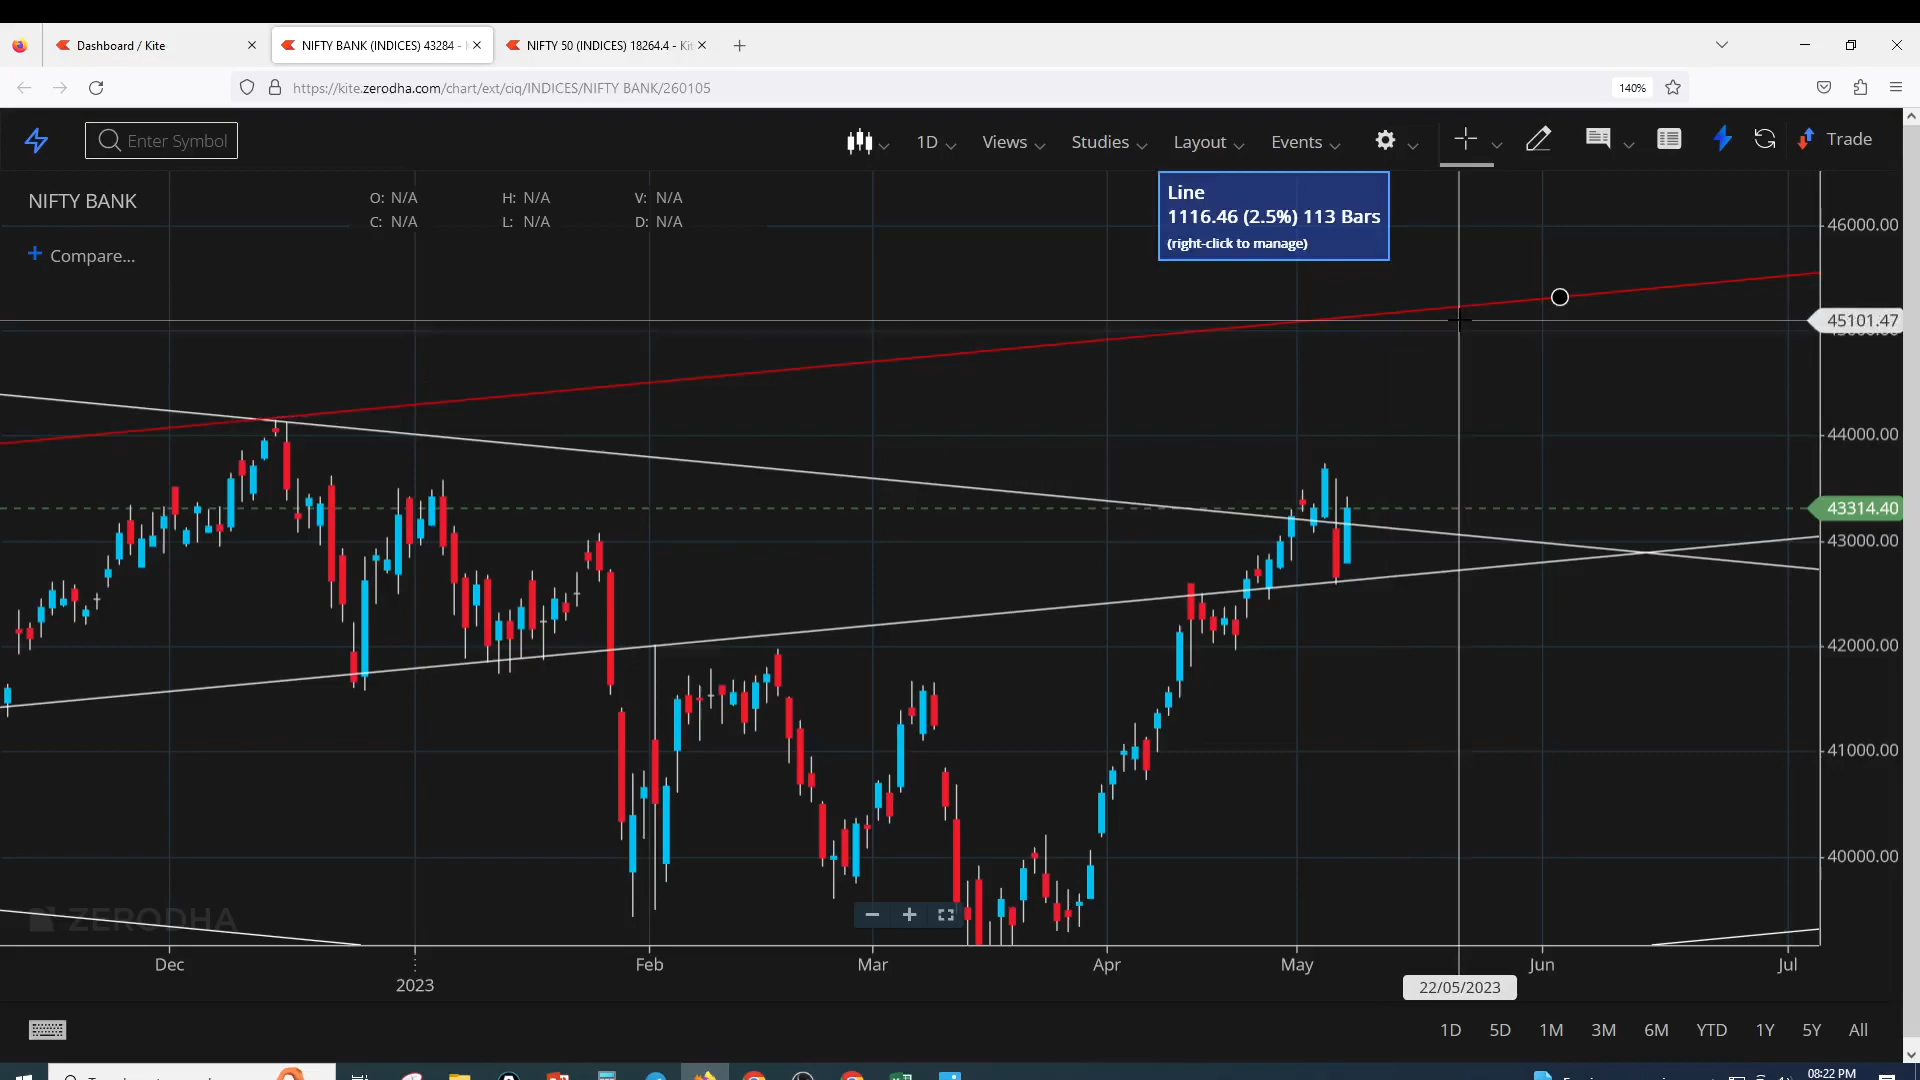 Dashboard / Kite
NIFTY BANK (INDICES) 43284 -
NIFTY 50 (INDICES) 18264.4 - Kit
https://kite.zerodha.com/chart/ext/ciq/INDICES/NIFTY BANK/260105
140%
Enter Symbol
1D
Views
Studies
Layout
Events
Trade
NIFTY BANK
O: N/A H: N/A V: N/A
C: N/A L: N/A D: N/A
Compare...
Line
1116.46 (2.5%) 113 Bars
(right-click to manage)
46000.00
45101.47
44000.00
43314.40
43000.00
42000.00
41000.00
40000.00
ZERODHA
Dec
2023
Feb
Mar
Apr
May
Jun
Jul
22/05/2023
1D 5D 1M 3M 6M YTD 1Y 5Y All
08:22 PM